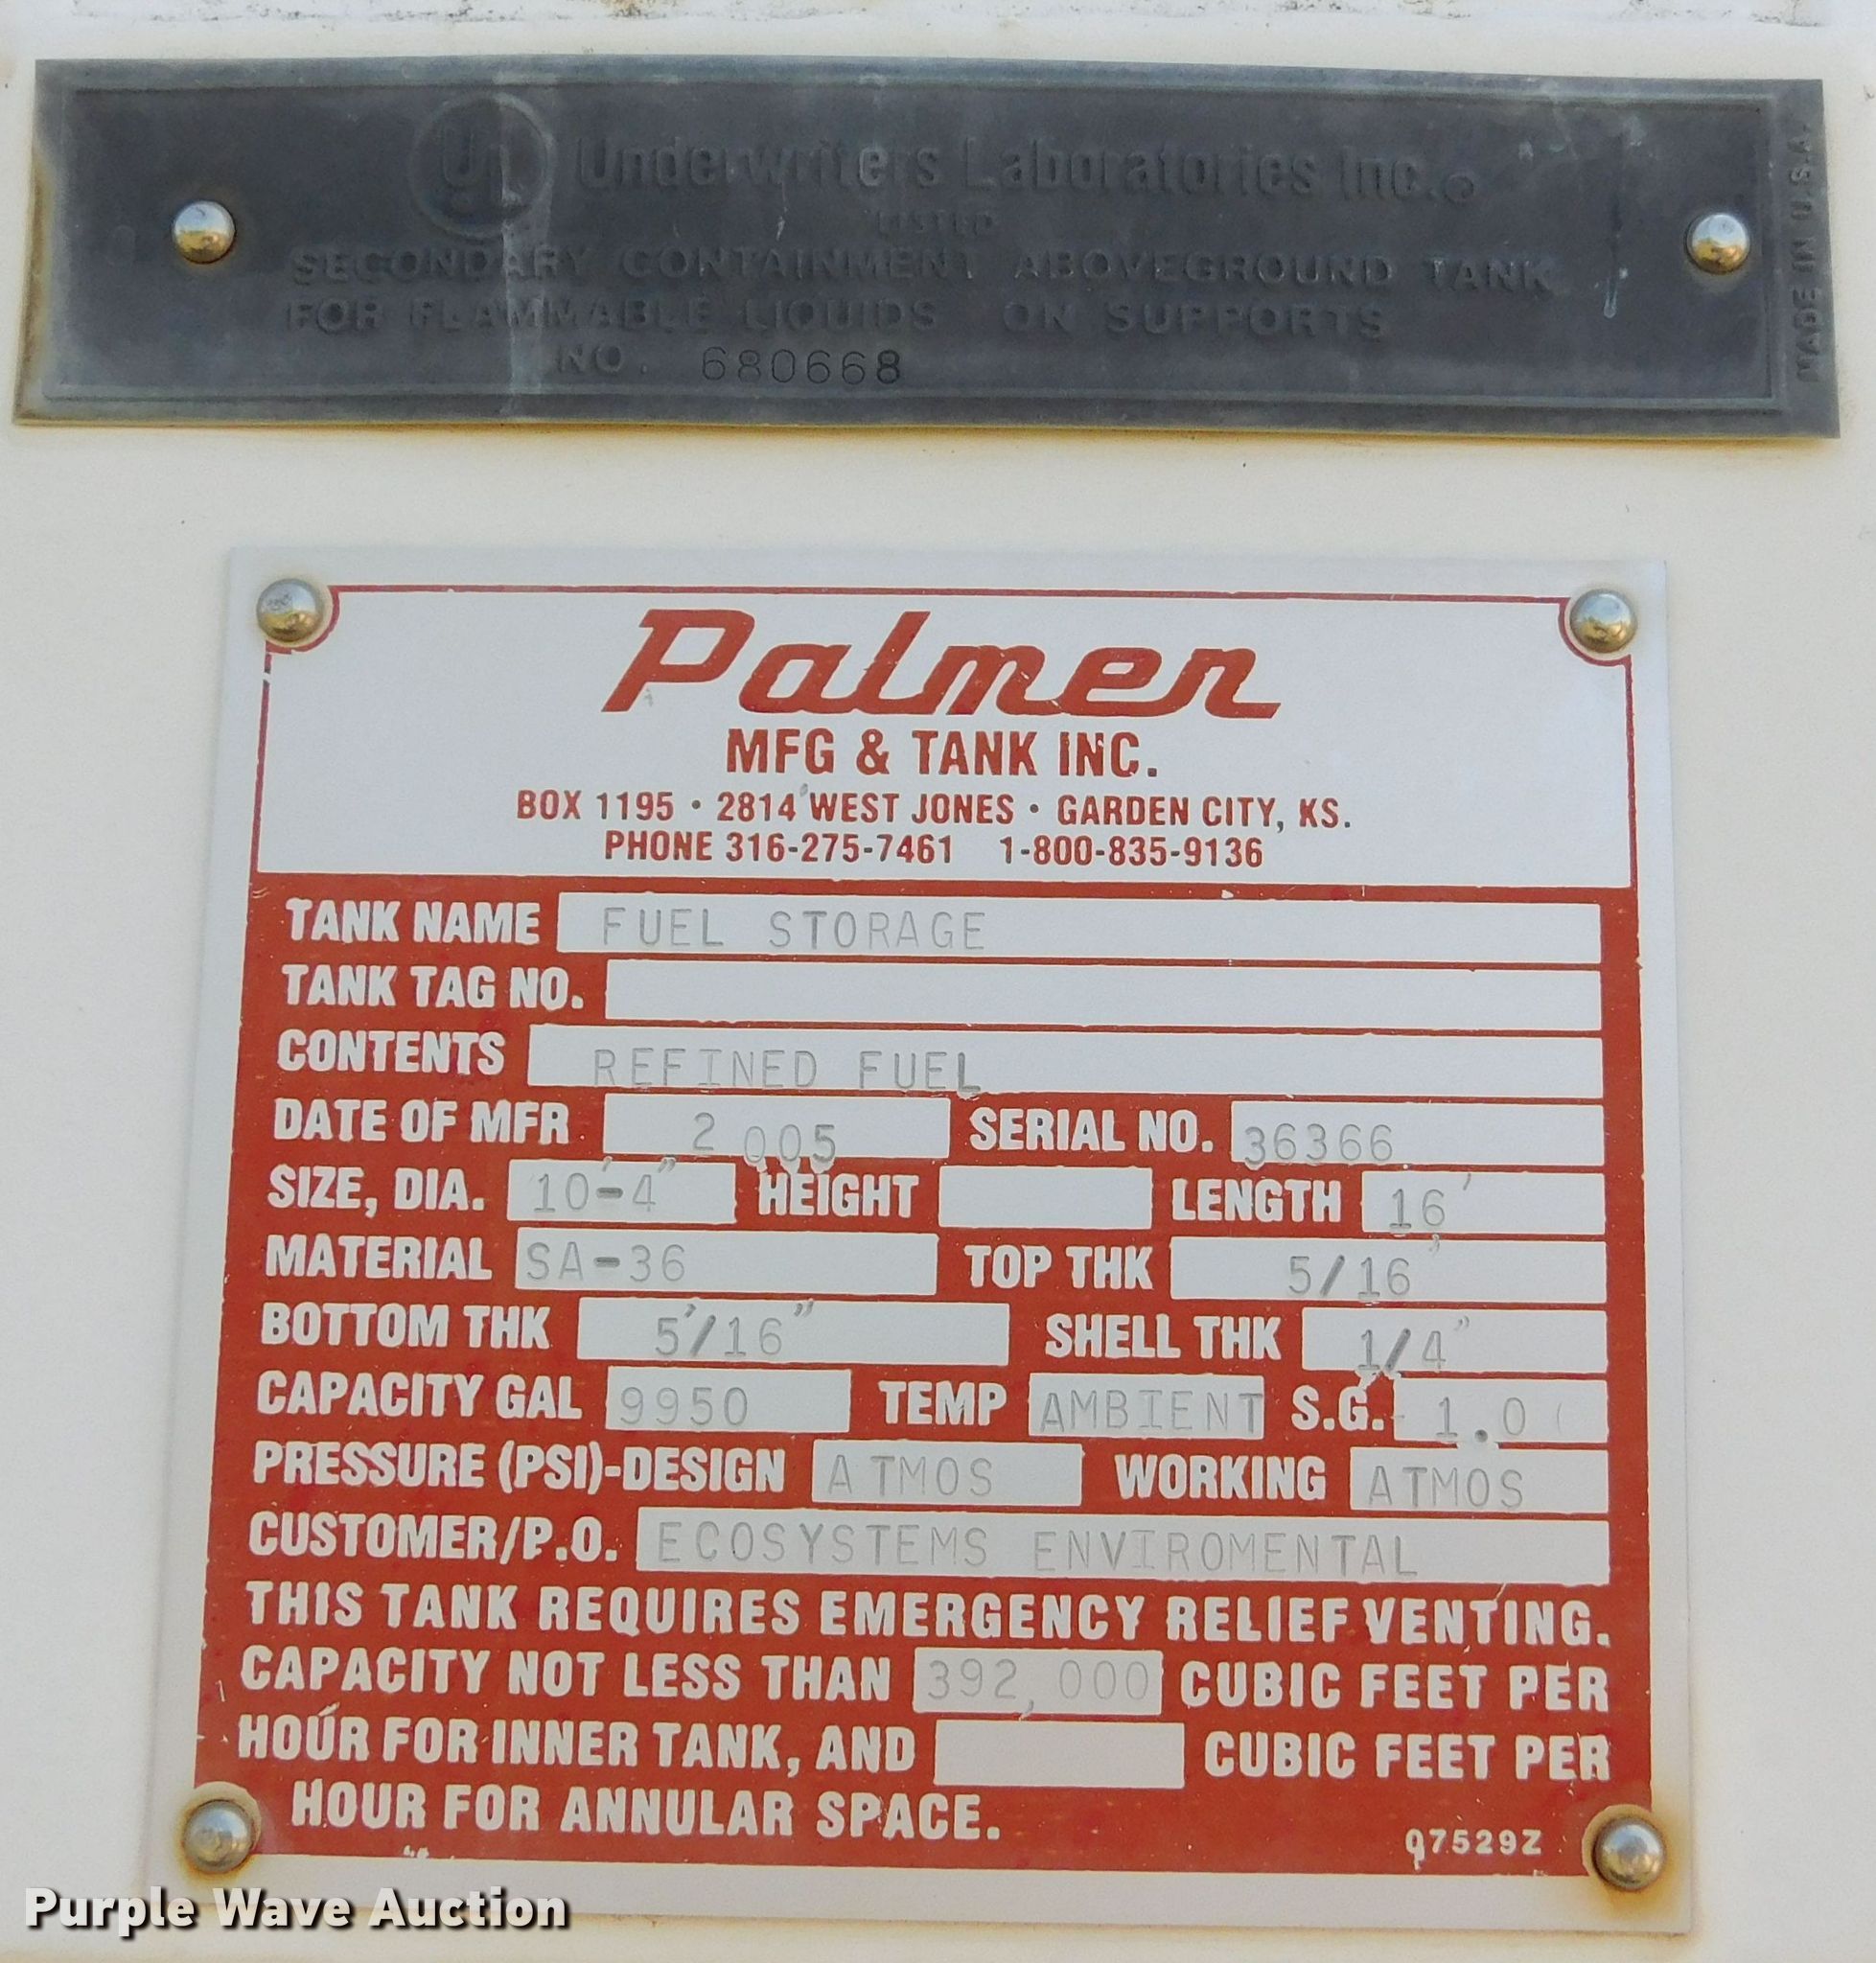 UL Underwriters Laboratories Inc.®
LISTED
SECONDARY CONTAINMENT ABOVEGROUND TANK
FOR FLAMMABLE LIQUIDS ON SUPPORTS
NO. 680668
MADE IN U.S.A.
Palmer
MFG & TANK INC.
BOX 1195 • 2814 WEST JONES • GARDEN CITY, KS.
PHONE 316-275-7461 1-800-835-9136
TANK NAME FUEL STORAGE
TANK TAG NO.
CONTENTS REFINED FUEL
DATE OF MFR 2005 SERIAL NO. 36366
SIZE, DIA. 10'-4" HEIGHT LENGTH 16'
MATERIAL SA-36 TOP THK 5/16"
BOTTOM THK 5/16" SHELL THK 1/4"
CAPACITY GAL 9950 TEMP AMBIENT S.G. 1.0
PRESSURE (PSI)-DESIGN ATMOS WORKING ATMOS
CUSTOMER/P.O. ECOSYSTEMS ENVIROMENTAL
THIS TANK REQUIRES EMERGENCY RELIEF VENTING.
CAPACITY NOT LESS THAN 392,000 CUBIC FEET PER
HOUR FOR INNER TANK, AND CUBIC FEET PER
HOUR FOR ANNULAR SPACE.
Q7529Z
Purple Wave Auction